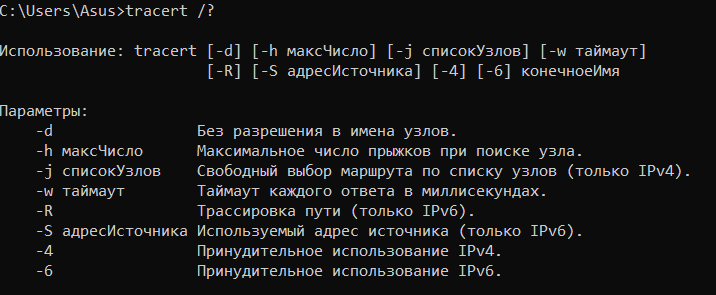 C:\Users\Asus>tracert /?
Использование: tracert [-d] [-h максЧисло] [-j списокУзлов] [-w таймаут]
[-R] [-S адресИсточника] [-4] [-6] конечноеИмя
Параметры:
-d Без разрешения в имена узлов.
-h максЧисло Максимальное число прыжков при поиске узла.
-j списокУзлов Свободный выбор маршрута по списку узлов (только IPv4).
-w таймаут Таймаут каждого ответа в миллисекундах.
-R Трассировка пути (только IPv6).
-S адресИсточника Используемый адрес источника (только IPv6).
-4 Принудительное использование IPv4.
-6 Принудительное использование IPv6.